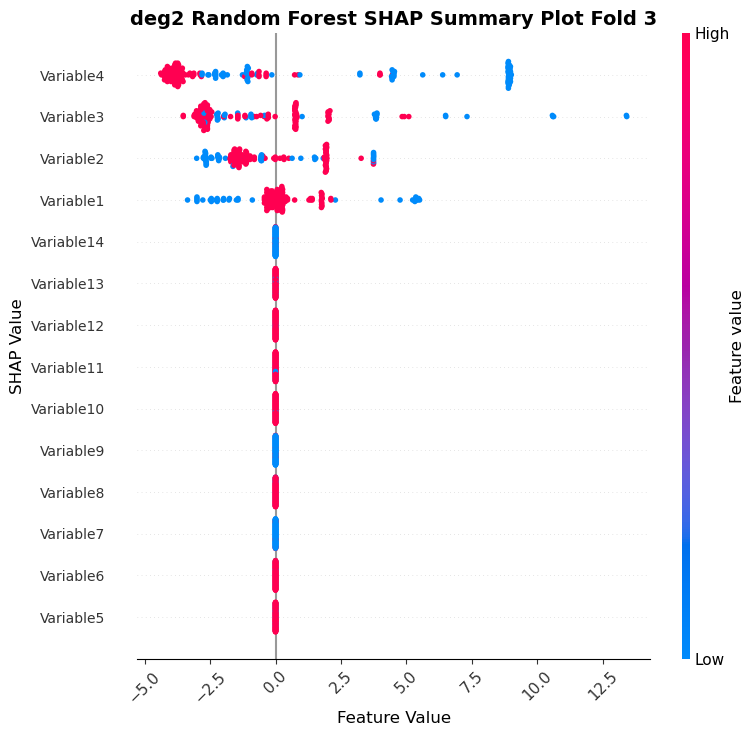 deg2 Random Forest SHAP Summary Plot Fold 3
High
Variable4
Variable3
Variable2
Variable1
Variable14
Variable13
Variable12
Variable11
Variable10
Variable9
Variable8
Variable7
Variable6
Variable5
SHAP Value
Feature value
Low
−5.0 −2.5 0.0 2.5 5.0 7.5 10.0 12.5
Feature Value